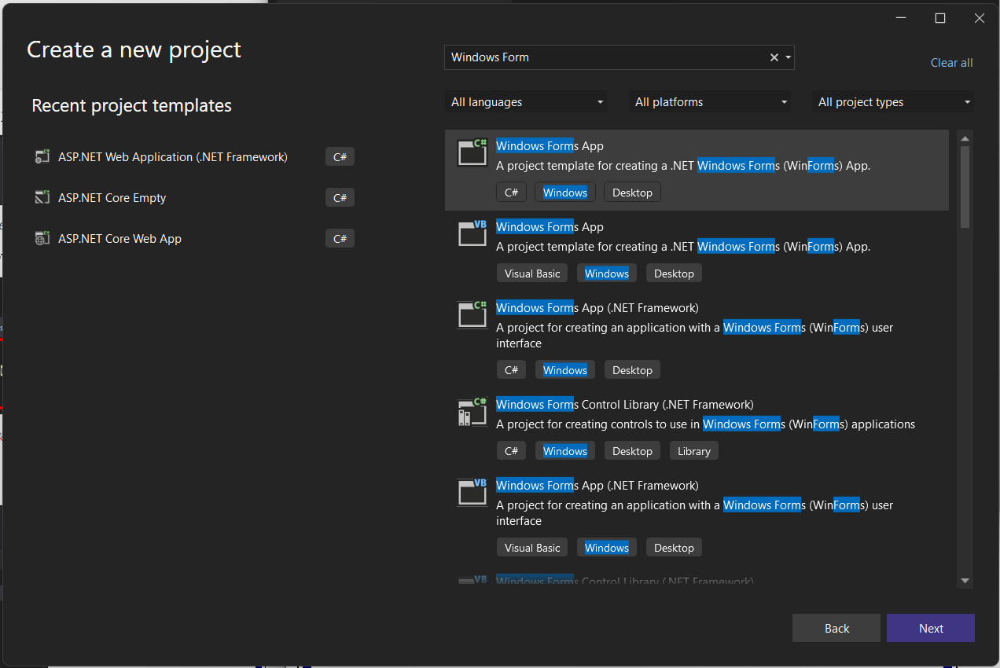 Create a new project
Windows Form
Clear all
Recent project templates
All languages
All platforms
All project types
ASP.NET Web Application (.NET Framework)
C#
ASP.NET Core Empty
C#
ASP.NET Core Web App
C#
C#
Windows Forms App
A project template for creating a .NET Windows Forms (WinForms) App.
C# Windows Desktop
VB
Windows Forms App
A project template for creating a .NET Windows Forms (WinForms) App.
Visual Basic Windows Desktop
C#
Windows Forms App (.NET Framework)
A project for creating an application with a Windows Forms (WinForms) user
interface
C# Windows Desktop
C#
Windows Forms Control Library (.NET Framework)
A project for creating controls to use in Windows Forms (WinForms) applications
C# Windows Desktop Library
VB
Windows Forms App (.NET Framework)
A project for creating an application with a Windows Forms (WinForms) user
interface
Visual Basic Windows Desktop
VB
Windows Forms Control Library (.NET Framework)
Back
Next